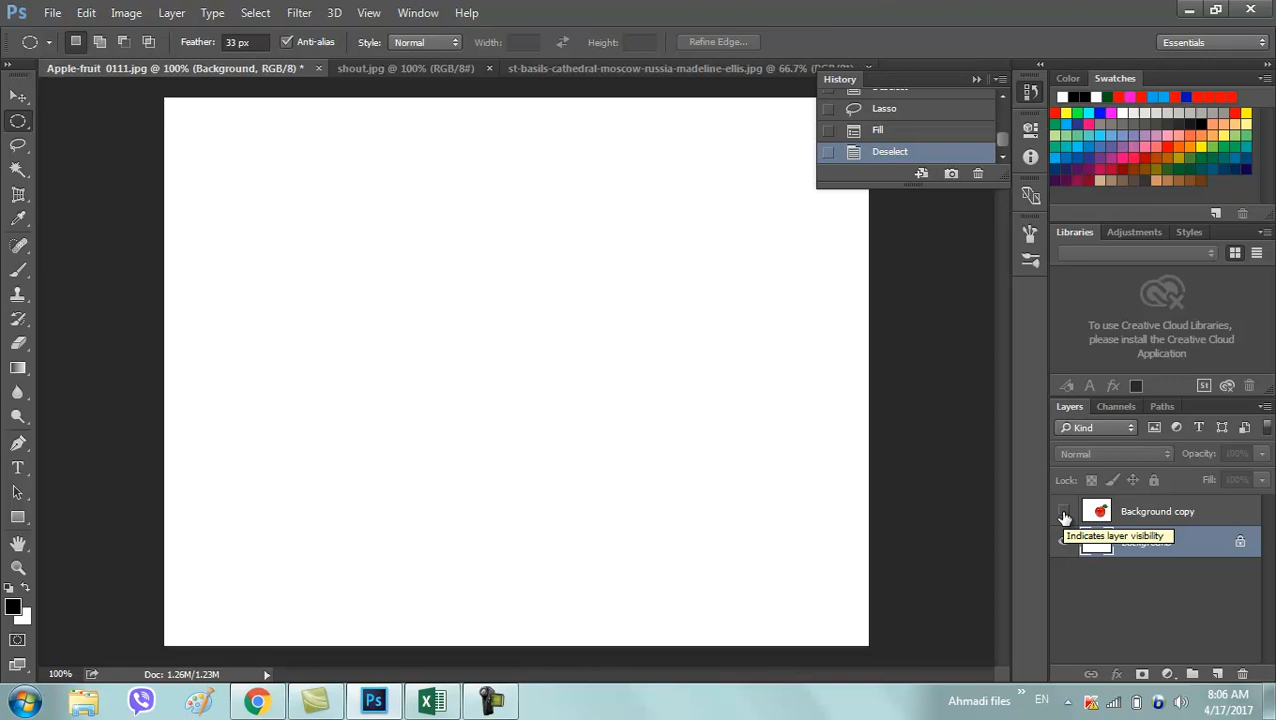 Ps File Edit Image Layer Type Select Filter 3D View Window Help
Feather: 33 px Anti-alias Style: Normal Width: Height: Refine Edge... Essentials
Apple-fruit 0111.jpg @ 100% (Background, RGB/8) * × shout.jpg @ 100% (RGB/8#) × st-basils-cathedral-moscow-russia-madeline-ellis.jpg @ 66.7% (RGB/8)
History
Lasso
Fill
Deselect
Color Swatches
Libraries Adjustments Styles
To use Creative Cloud Libraries,
please install the Creative Cloud
Application
St
Layers Channels Paths
Kind
Normal Opacity: 100%
Lock: Fill: 100%
Background copy
Indicates layer visibility
100% Doc: 1.26M/1.23M
fx
Ps
Ahmadi files » EN 8:06 AM
4/17/2017